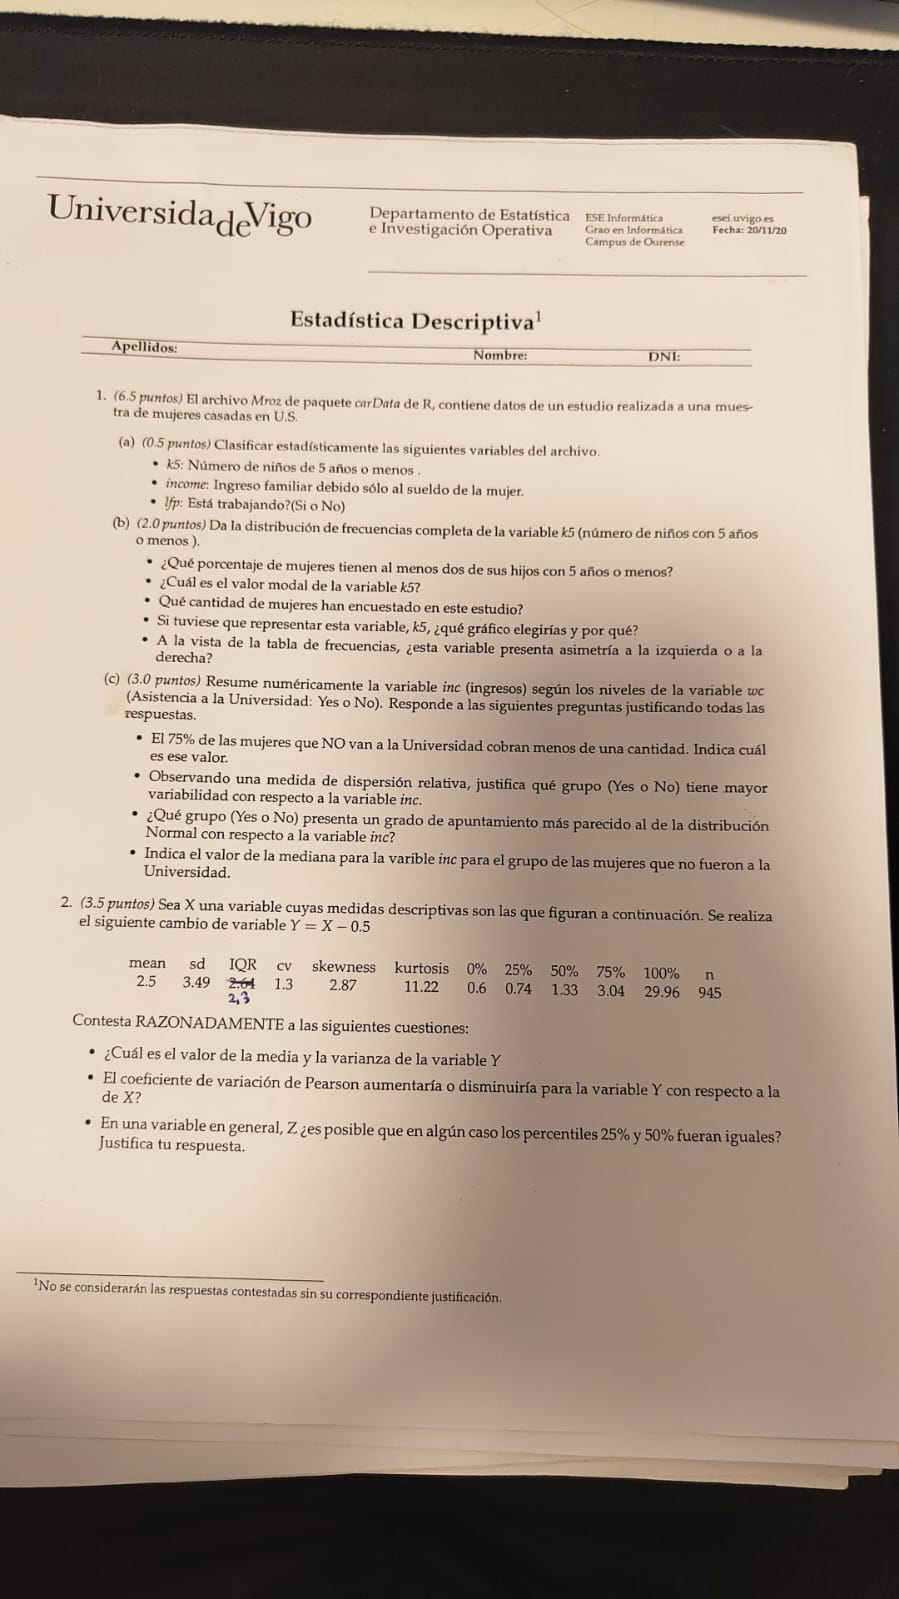 UniversidadeVigo
Departamento de Estatística
e Investigación Operativa
ESE Informática
Grao en Informática
Campus de Ourense
esei.uvigo.es
Fecha: 20/11/20
Estadística Descriptiva¹
Apellidos: Nombre: DNI:
1. (6.5 puntos) El archivo Mroz de paquete carData de R, contiene datos de un estudio realizada a una mues-
tra de mujeres casadas en U.S.
(a) (0.5 puntos) Clasificar estadísticamente las siguientes variables del archivo.
• k5: Número de niños de 5 años o menos .
• income: Ingreso familiar debido sólo al sueldo de la mujer.
• lfp: Está trabajando?(Si o No)
(b) (2.0 puntos) Da la distribución de frecuencias completa de la variable k5 (número de niños con 5 años
o menos ).
• ¿Qué porcentaje de mujeres tienen al menos dos de sus hijos con 5 años o menos?
• ¿Cuál es el valor modal de la variable k5?
• Qué cantidad de mujeres han encuestado en este estudio?
• Si tuviese que representar esta variable, k5, ¿qué gráfico elegirías y por qué?
• A la vista de la tabla de frecuencias, ¿esta variable presenta asimetría a la izquierda o a la
derecha?
(c) (3.0 puntos) Resume numéricamente la variable inc (ingresos) según los niveles de la variable wc
(Asistencia a la Universidad: Yes o No). Responde a las siguientes preguntas justificando todas las
respuestas.
• El 75% de las mujeres que NO van a la Universidad cobran menos de una cantidad. Indica cuál
es ese valor.
• Observando una medida de dispersión relativa, justifica qué grupo (Yes o No) tiene mayor
variabilidad con respecto a la variable inc.
• ¿Qué grupo (Yes o No) presenta un grado de apuntamiento más parecido al de la distribución
Normal con respecto a la variable inc?
• Indica el valor de la mediana para la varible inc para el grupo de las mujeres que no fueron a la
Universidad.
2. (3.5 puntos) Sea X una variable cuyas medidas descriptivas son las que figuran a continuación. Se realiza
el siguiente cambio de variable Y = X − 0.5
mean sd IQR cv skewness kurtosis 0% 25% 50% 75% 100% n
2.5 3.49 2.64 1.3 2.87 11.22 0.6 0.74 1.33 3.04 29.96 945
2,3
Contesta RAZONADAMENTE a las siguientes cuestiones:
• ¿Cuál es el valor de la media y la varianza de la variable Y
• El coeficiente de variación de Pearson aumentaría o disminuiría para la variable Y con respecto a la
de X?
• En una variable en general, Z ¿es posible que en algún caso los percentiles 25% y 50% fueran iguales?
Justifica tu respuesta.
¹No se considerarán las respuestas contestadas sin su correspondiente justificación.